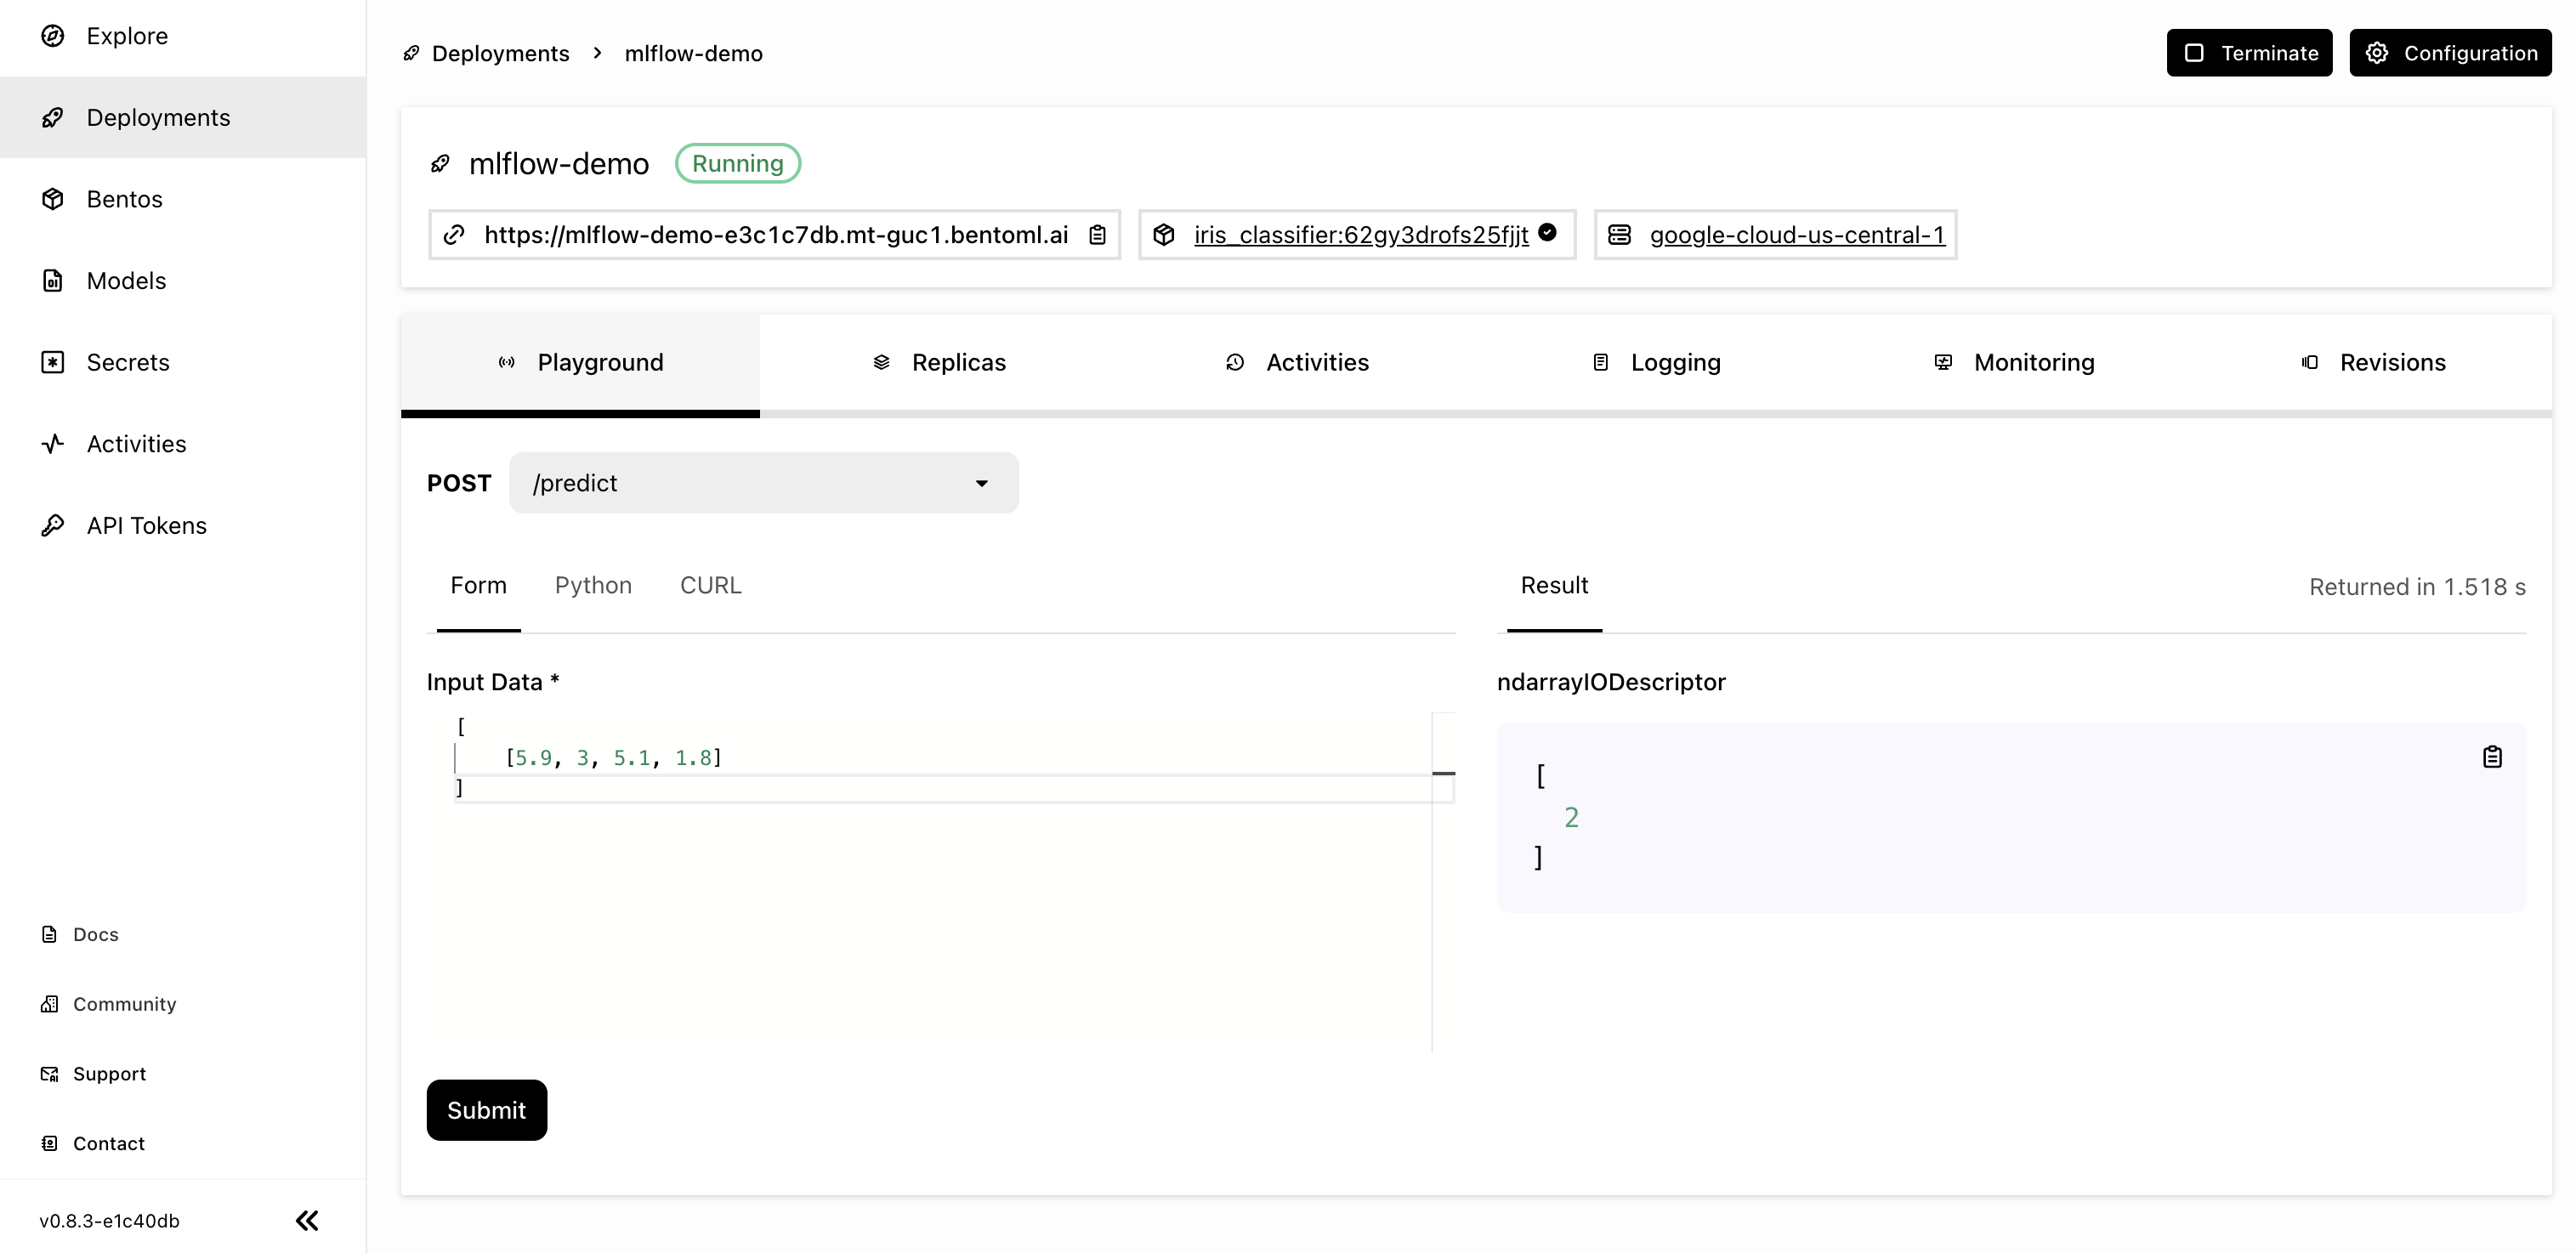 Explore
Deployments
Bentos
Models
Secrets
Activities
API Tokens
Docs
Community
Support
Contact
v0.8.3-e1c40db
Deployments > mlflow-demo
Terminate
Configuration
mlflow-demo Running
https://mlflow-demo-e3c1c7db.mt-guc1.bentoml.ai
iris_classifier:62gy3drofs25fjjt
google-cloud-us-central-1
Playground Replicas Activities Logging Monitoring Revisions
POST /predict
Form Python CURL
Input Data *
[
[5.9, 3, 5.1, 1.8]
]
Submit
Result Returned in 1.518 s
ndarrayIODescriptor
[
2
]